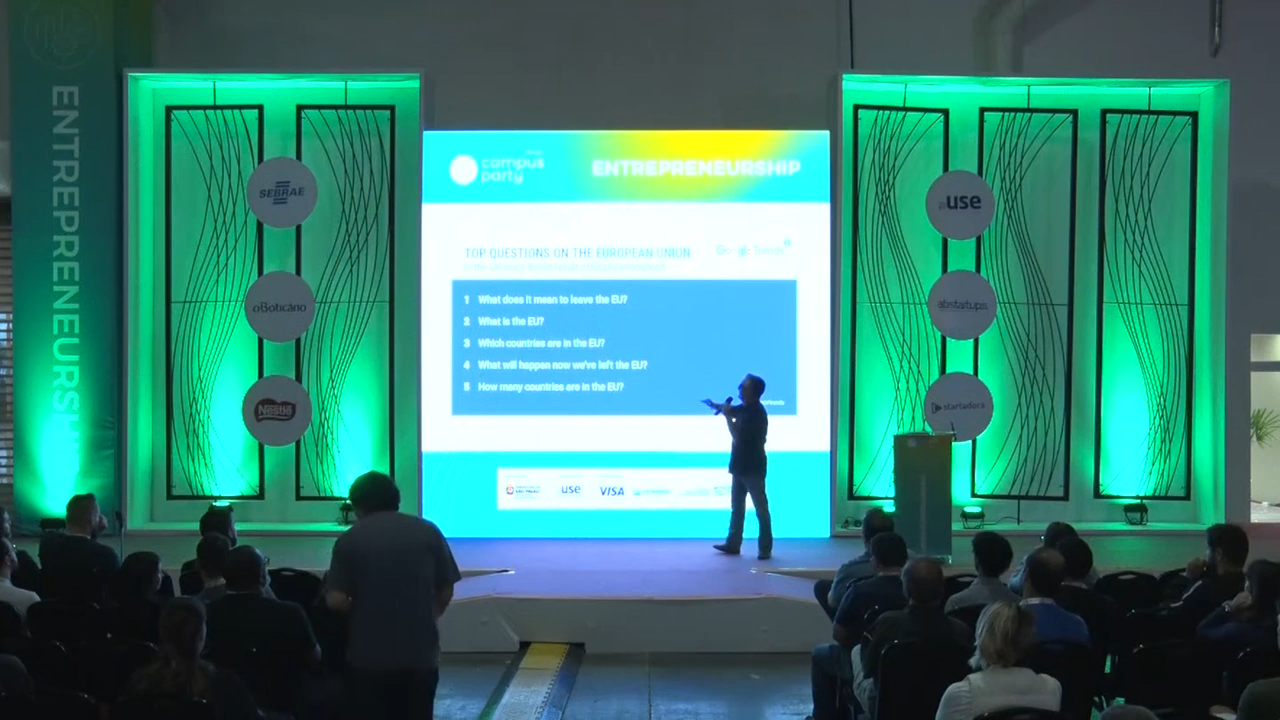 ENTREPRENEURSHIP
SEBRAE
oBoticário
Nestlé
campus
party
ENTREPRENEURSHIP
TOP QUESTIONS ON THE EUROPEAN UNION
Google Trends
1 What does it mean to leave the EU?
2 What is the EU?
3 Which countries are in the EU?
4 What will happen now we've left the EU?
5 How many countries are in the EU?
use
VISA
use
abstartups
startadora